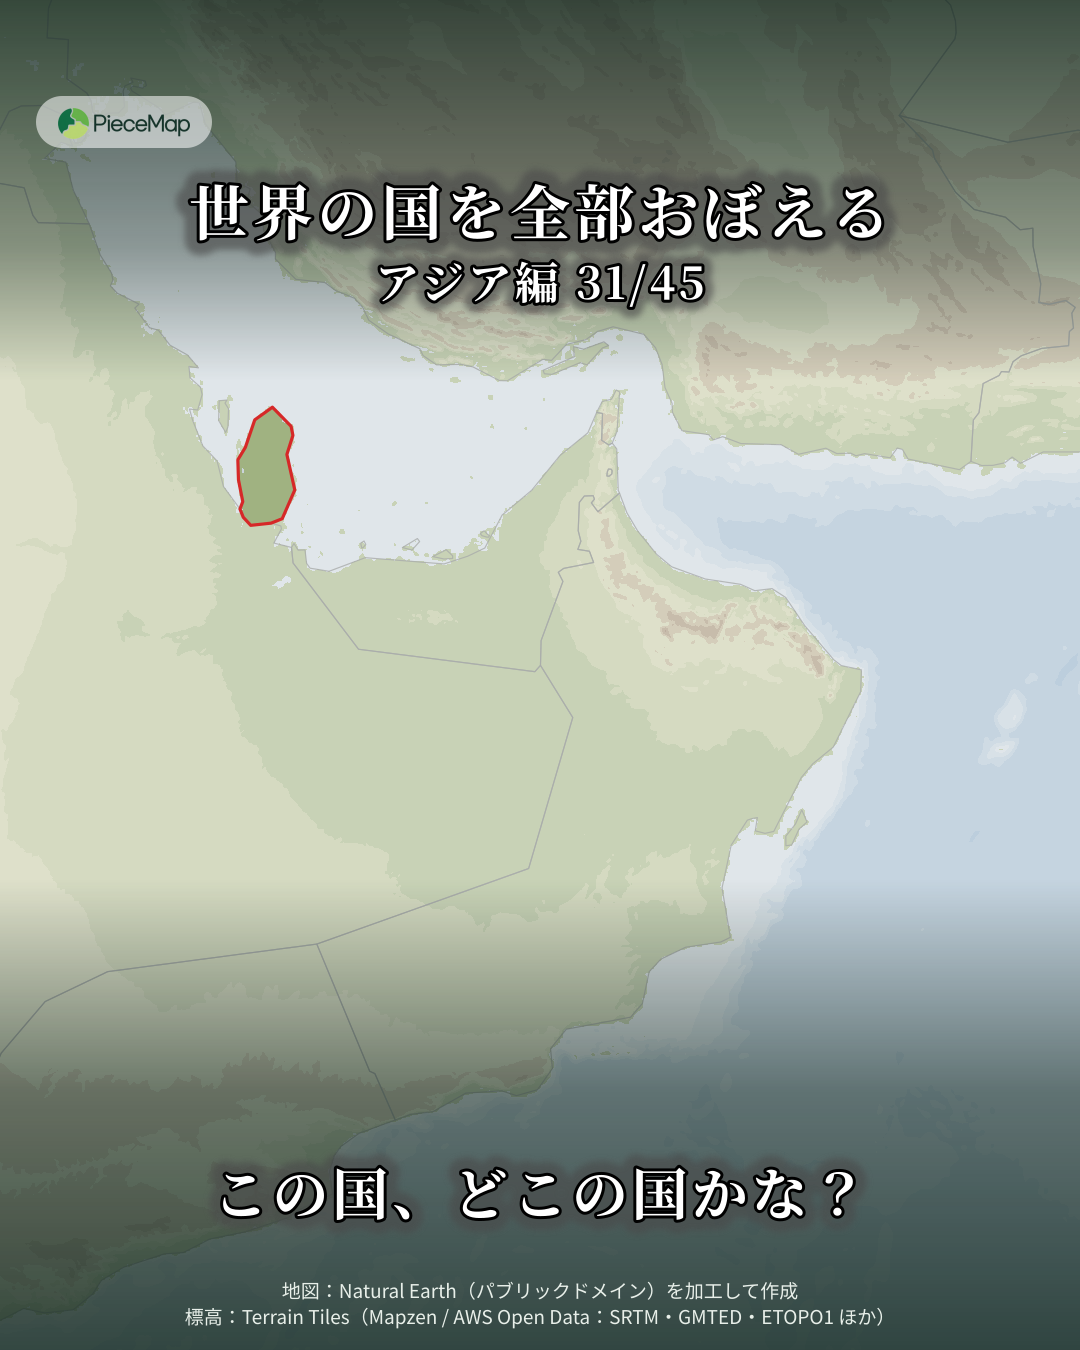 PieceMap
世界の国を全部おぼえる
アジア編 31/45
この国、どこの国かな？
地図：Natural Earth（パブリックドメイン）を加工して作成
標高：Terrain Tiles（Mapzen / AWS Open Data：SRTM・GMTED・ETOPO1 ほか）